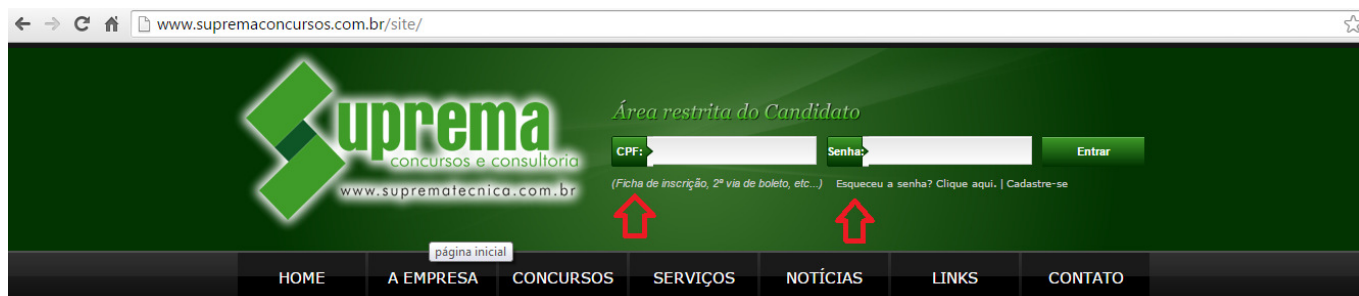 www.supremaconcursos.com.br/site/
Suprema
concursos e consultoria
www.suprematecnica.com.br
Área restrita do Candidato
CPF: Senha: Entrar
(Ficha de inscrição, 2ª via de boleto, etc...) Esqueceu a senha? Clique aqui. | Cadastre-se
página inicial
HOME A EMPRESA CONCURSOS SERVIÇOS NOTÍCIAS LINKS CONTATO